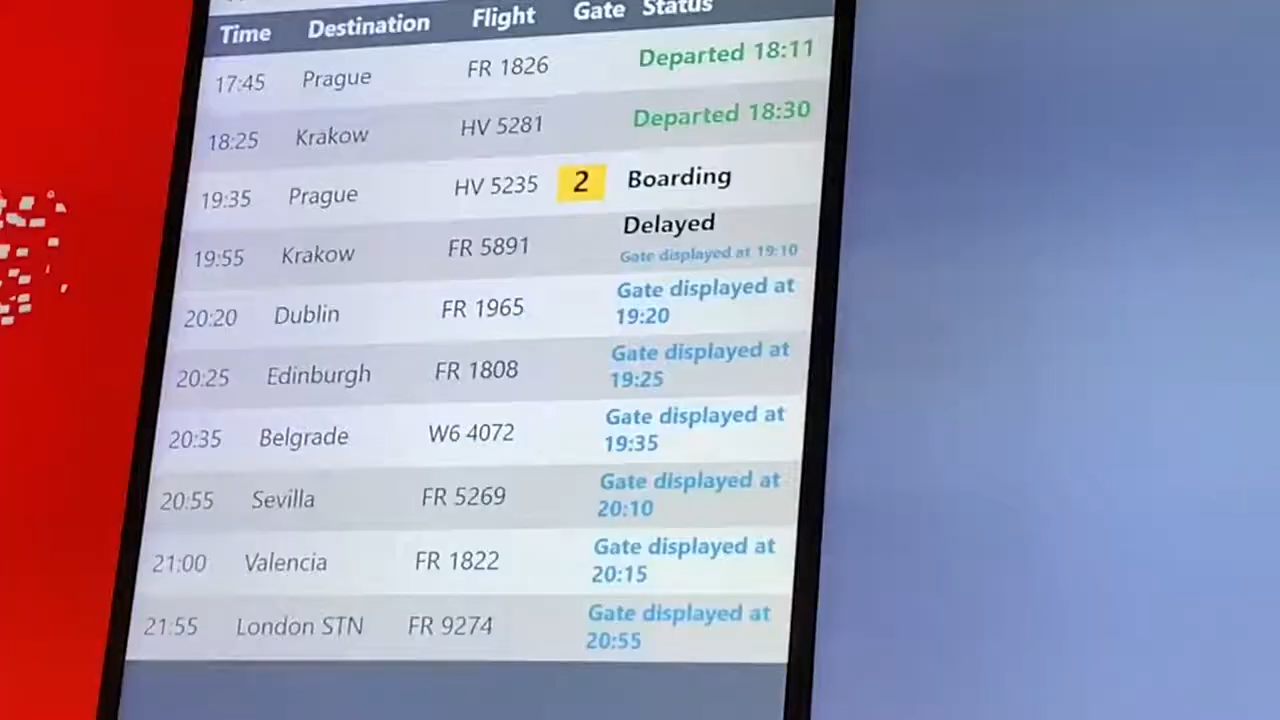 Time Destination Flight Gate Status
17:45 Prague FR 1826 Departed 18:11
18:25 Krakow HV 5281 Departed 18:30
19:35 Prague HV 5235 2 Boarding
19:55 Krakow FR 5891 Delayed
Gate displayed at 19:10
20:20 Dublin FR 1965 Gate displayed at
19:20
20:25 Edinburgh FR 1808 Gate displayed at
19:25
20:35 Belgrade W6 4072 Gate displayed at
19:35
20:55 Sevilla FR 5269 Gate displayed at
20:10
21:00 Valencia FR 1822 Gate displayed at
20:15
21:55 London STN FR 9274 Gate displayed at
20:55